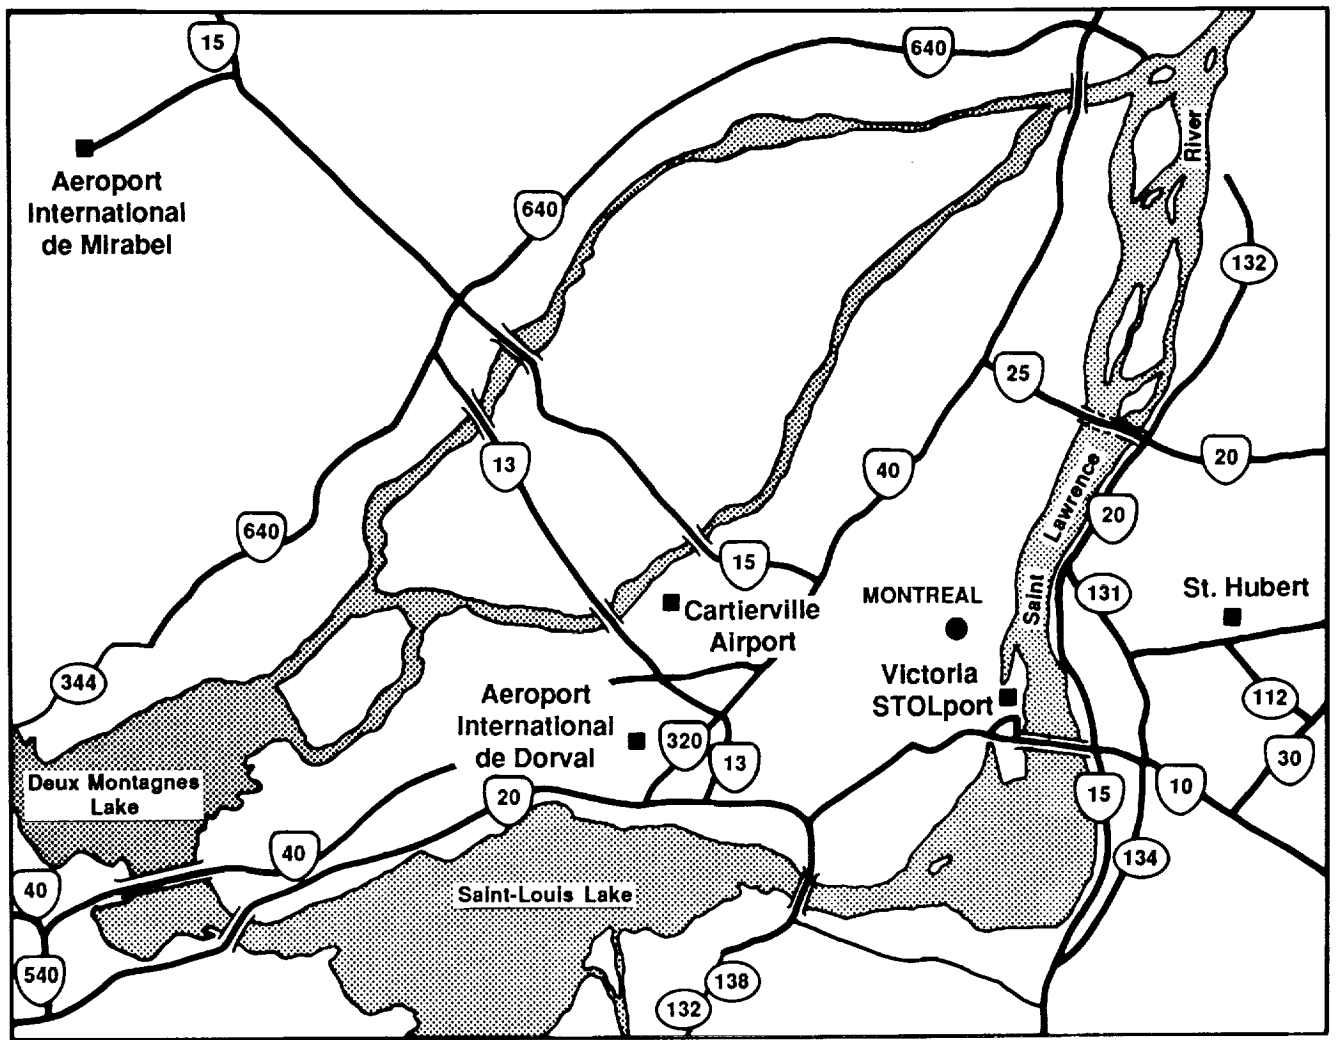 15
640
River
Aeroport
International
de Mirabel
640
132
25
13
40
20
Lawrence
20
640
15
Saint
131
St. Hubert
MONTREAL
Cartierville
Airport
344
Victoria
STOLport
Aeroport
International
de Dorval
112
320
13
30
Deux Montagnes
Lake
20
15
10
40
134
40
Saint-Louis Lake
540
138
132